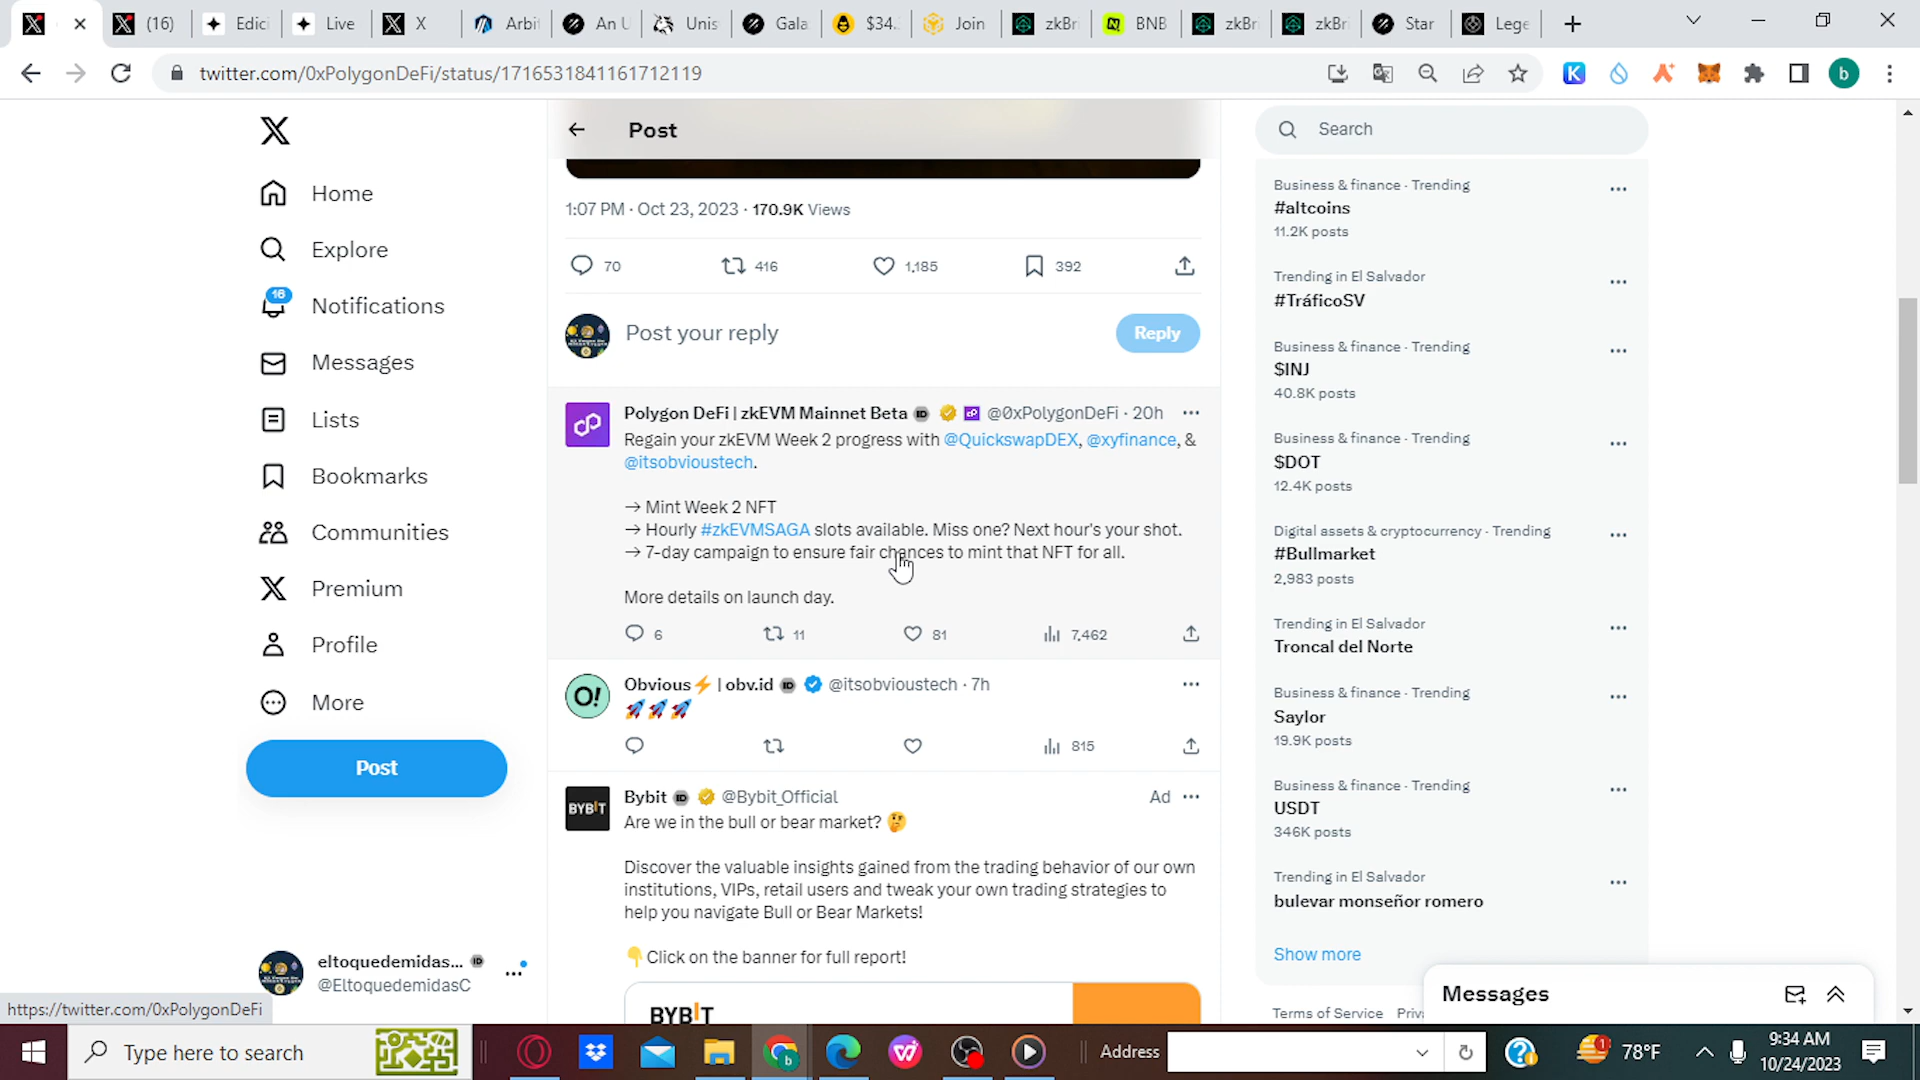 (16)
Edici
Live
X
Arbit
An U
Unis
Gala
$34.
Join
zkBri
BNB
zkBr
zkBri
Star
Lege
twitter.com/0xPolygonDeFi/status/1716531841161712119
b
Home
Explore
16
Notifications
Messages
Lists
Bookmarks
Communities
Premium
Profile
More
Post
eltoquedemidas...
@EltoquedemidasC
https://twitter.com/0xPolygonDeFi
Post
1:07 PM · Oct 23, 2023 · 170.9K Views
70 416 1,185 392
Post your reply
Reply
Polygon DeFi | zkEVM Mainnet Beta @0xPolygonDeFi · 20h
Regain your zkEVM Week 2 progress with @QuickswapDEX, @xyfinance, &
@itsobvioustech.
→ Mint Week 2 NFT
→ Hourly #zkEVMSAGA slots available. Miss one? Next hour's your shot.
→ 7-day campaign to ensure fair chances to mint that NFT for all.
More details on launch day.
6 11 81 7,462
Obvious⚡ | obv.id @itsobvioustech · 7h
🚀🚀🚀
815
Bybit @Bybit_Official Ad
Are we in the bull or bear market? 🤔
Discover the valuable insights gained from the trading behavior of our own
institutions, VIPs, retail users and tweak your own trading strategies to
help you navigate Bull or Bear Markets!
👇Click on the banner for full report!
BYBIT
Search
Business & finance · Trending
#altcoins
11.2K posts
Trending in El Salvador
#TráficoSV
Business & finance · Trending
$INJ
40.8K posts
Business & finance · Trending
$DOT
12.4K posts
Digital assets & cryptocurrency · Trending
#Bullmarket
2,983 posts
Trending in El Salvador
Troncal del Norte
Business & finance · Trending
Saylor
19.9K posts
Business & finance · Trending
USDT
346K posts
Trending in El Salvador
bulevar monseñor romero
Show more
Terms of Service Priv
Messages
Type here to search
Address
78°F
9:34 AM
10/24/2023